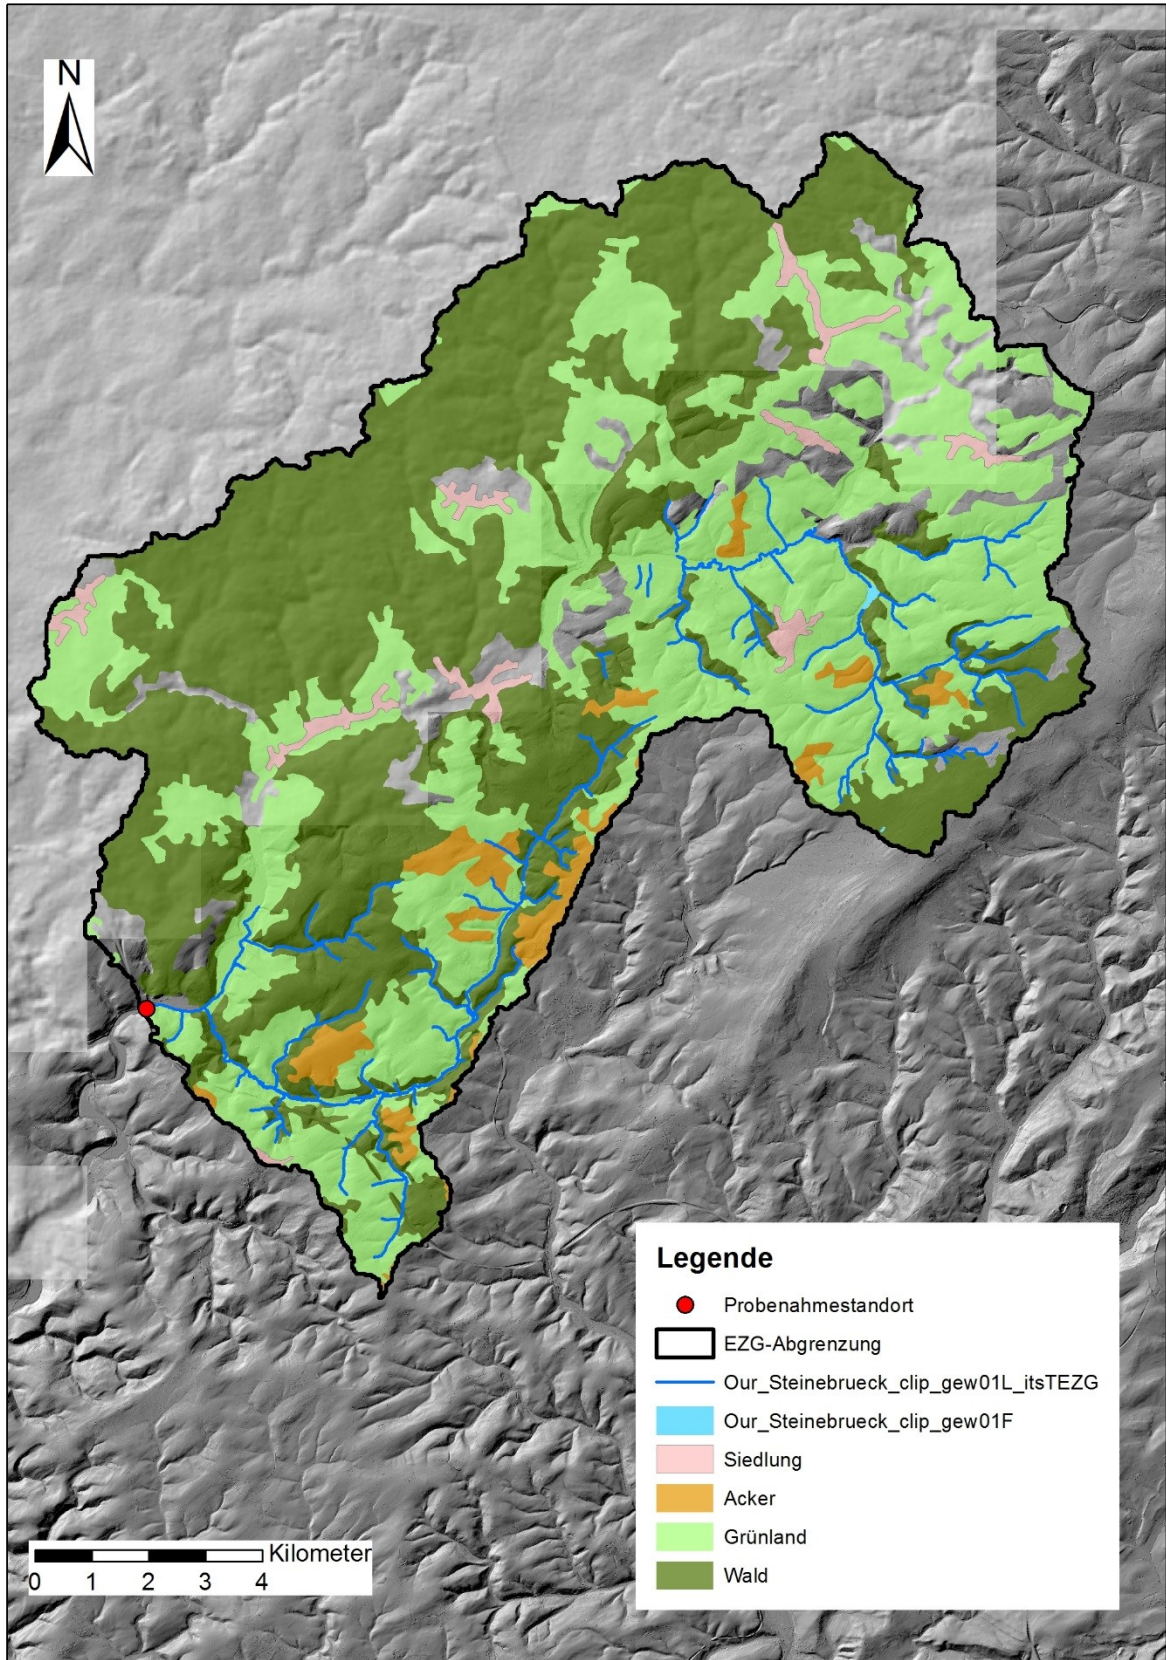 N
Legende
Probenahmestandort
EZG-Abgrenzung
Our_Steinebrueck_clip_gew01L_itsTEZG
Our_Steinebrueck_clip_gew01F
Siedlung
Acker
Grünland
Wald
Kilometer
0 1 2 3 4